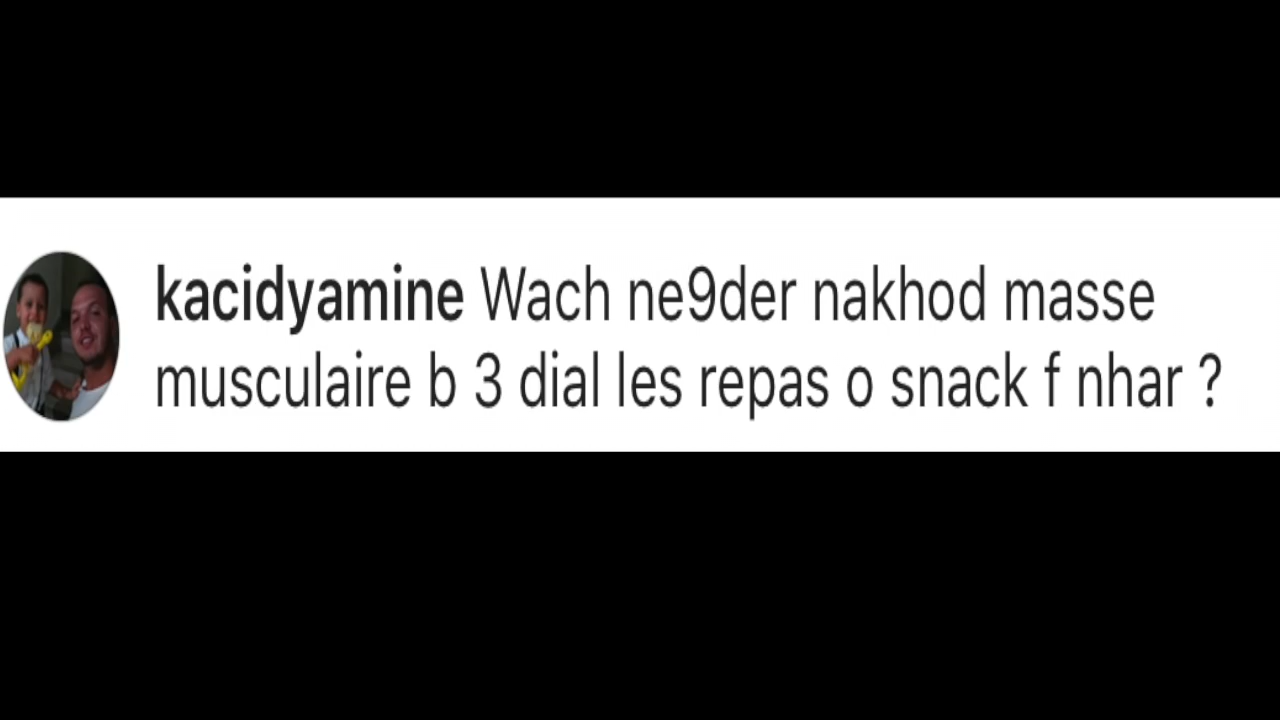 kacidyamine Wach ne9der nakhod masse
musculaire b 3 dial les repas o snack f nhar ?